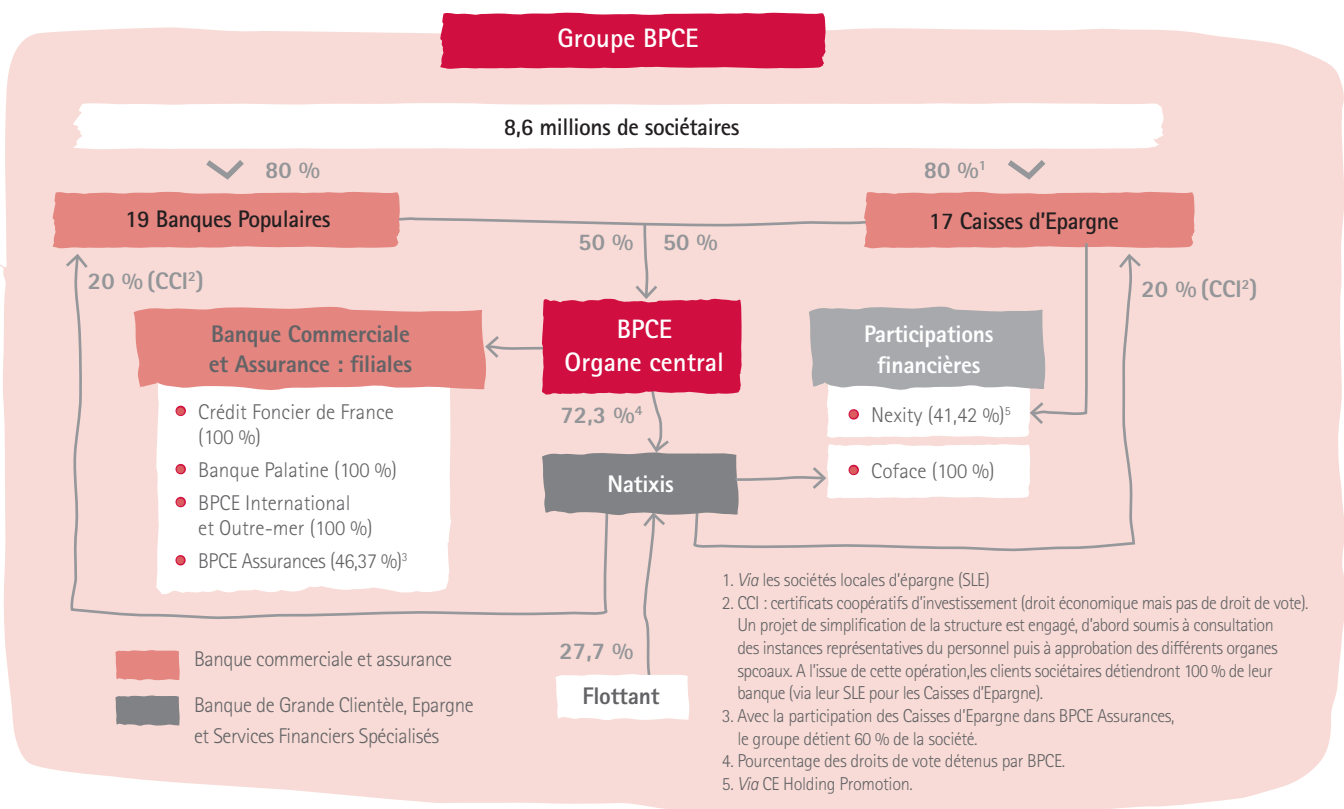 Groupe BPCE
8,6 millions de sociétaires
80 %
80 %¹
19 Banques Populaires
17 Caisses d'Epargne
50 %
50 %
20 % (CCI²)
20 % (CCI²)
Banque Commerciale
et Assurance : filiales
Crédit Foncier de France
(100 %)
Banque Palatine (100 %)
BPCE International
et Outre-mer (100 %)
BPCE Assurances (46,37 %)³
BPCE
Organe central
72,3 %⁴
Natixis
Participations
financières
Nexity (41,42 %)⁵
Coface (100 %)
27,7 %
Flottant
Banque commerciale et assurance
Banque de Grande Clientèle, Epargne
et Services Financiers Spécialisés
1. Via les sociétés locales d'épargne (SLE)
2. CCI : certificats coopératifs d'investissement (droit économique mais pas de droit de vote).
Un projet de simplification de la structure est engagé, d'abord soumis à consultation
des instances représentatives du personnel puis à approbation des différents organes
spcoaux. A l'issue de cette opération,les clients sociétaires détiendront 100 % de leur
banque (via leur SLE pour les Caisses d'Epargne).
3. Avec la participation des Caisses d'Epargne dans BPCE Assurances,
le groupe détient 60 % de la société.
4. Pourcentage des droits de vote détenus par BPCE.
5. Via CE Holding Promotion.